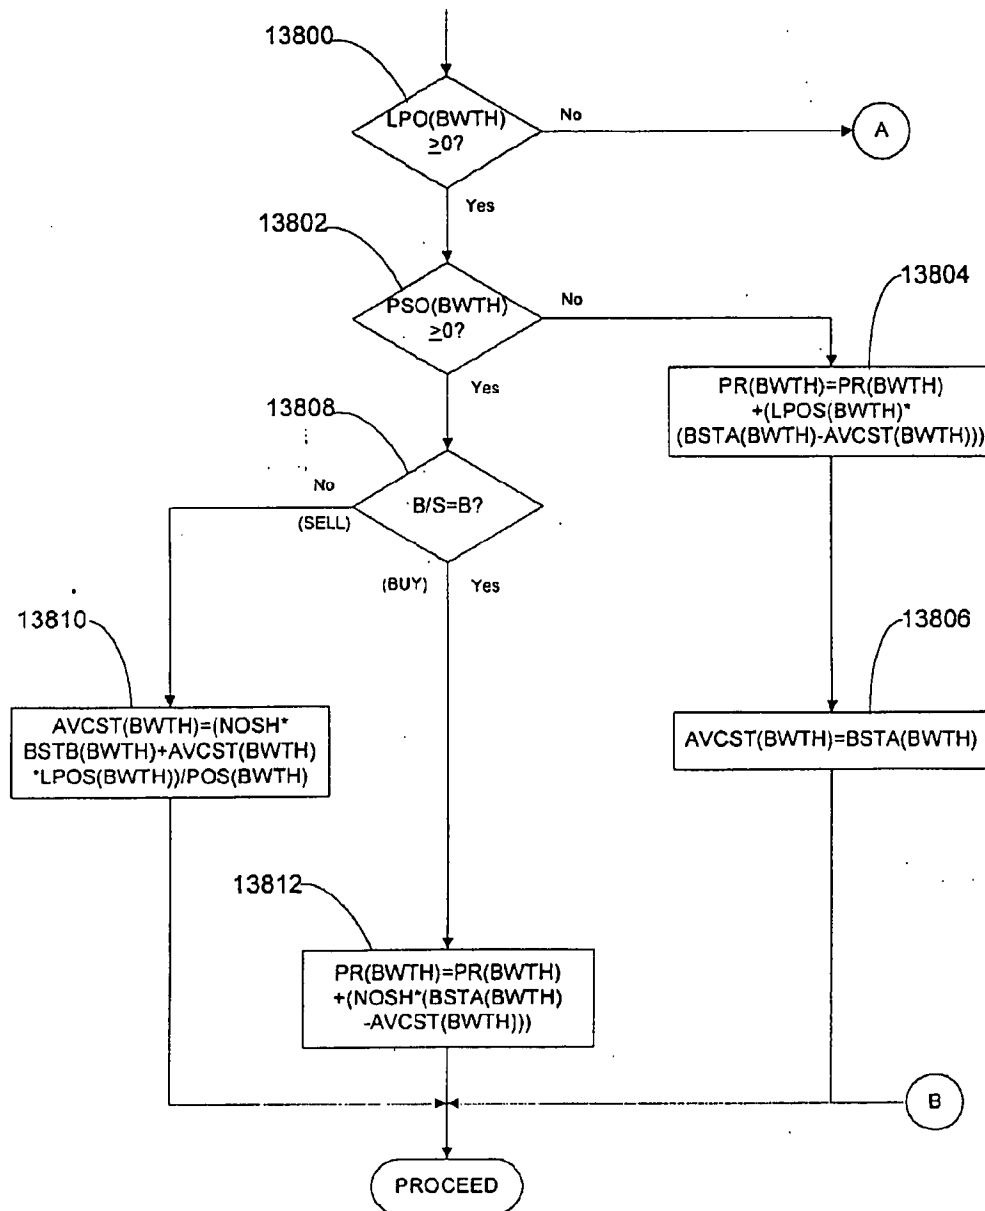 13800
LPO(BWTH)
≥0?
No
A
Yes
13802
PSO(BWTH)
≥0?
No
13804
Yes
PR(BWTH)=PR(BWTH)
+(LPOS(BWTH)*
(BSTA(BWTH)-AVCST(BWTH)))
13808
B/S=B?
No
(SELL)
(BUY) Yes
13810
13806
AVCST(BWTH)=(NOSH*
BSTB(BWTH)+AVCST(BWTH)
*LPOS(BWTH))/POS(BWTH)
AVCST(BWTH)=BSTA(BWTH)
13812
PR(BWTH)=PR(BWTH)
+(NOSH*(BSTA(BWTH)
-AVCST(BWTH)))
B
PROCEED